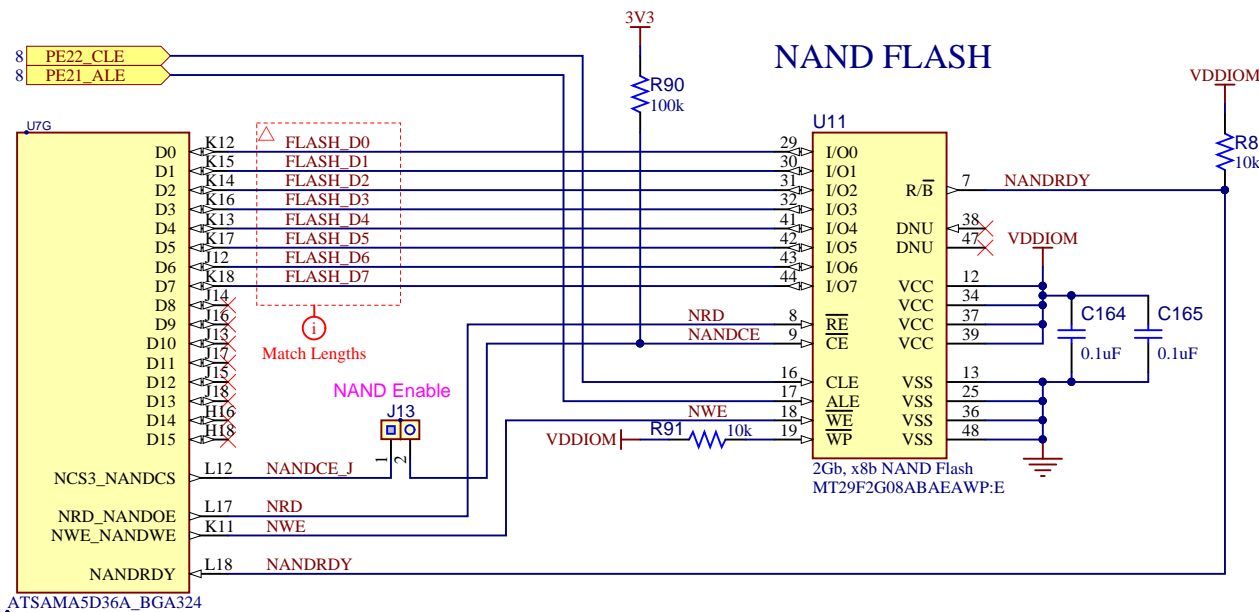 3V3
NAND FLASH
8 PE22_CLE
8 PE21_ALE
VDDIOM
R90
100k
U7G
U11
R8
10k
D0 K12 FLASH_D0 29 I/O0
D1 K15 FLASH_D1 30 I/O1
D2 K14 FLASH_D2 31 I/O2 R/B 7 NANDRDY
D3 K16 FLASH_D3 32 I/O3
D4 K13 FLASH_D4 41 I/O4 DNU 38
D5 K17 FLASH_D5 42 I/O5 DNU 47 VDDIOM
D6 J12 FLASH_D6 43 I/O6
D7 K18 FLASH_D7 44 I/O7 VCC 12
D8 J14 VCC 34
D9 J16 NRD 8 RE VCC 37
D10 J13 NANDCE 9 CE VCC 39
C164 C165
0.1uF 0.1uF
i
Match Lengths
D11 J17
D12 J15 16 CLE VSS 13
D13 J18 17 ALE VSS 25
D14 H16 NWE 18 WE VSS 36
D15 H18 VDDIOM R91 10k 19 WP VSS 48
NAND Enable
J13
1 2
2Gb, x8b NAND Flash
MT29F2G08ABAEAWP:E
NCS3_NANDCS L12 NANDCE_J
NRD_NANDOE L17 NRD
NWE_NANDWE K11 NWE
NANDRDY L18 NANDRDY
ATSAMA5D36A_BGA324